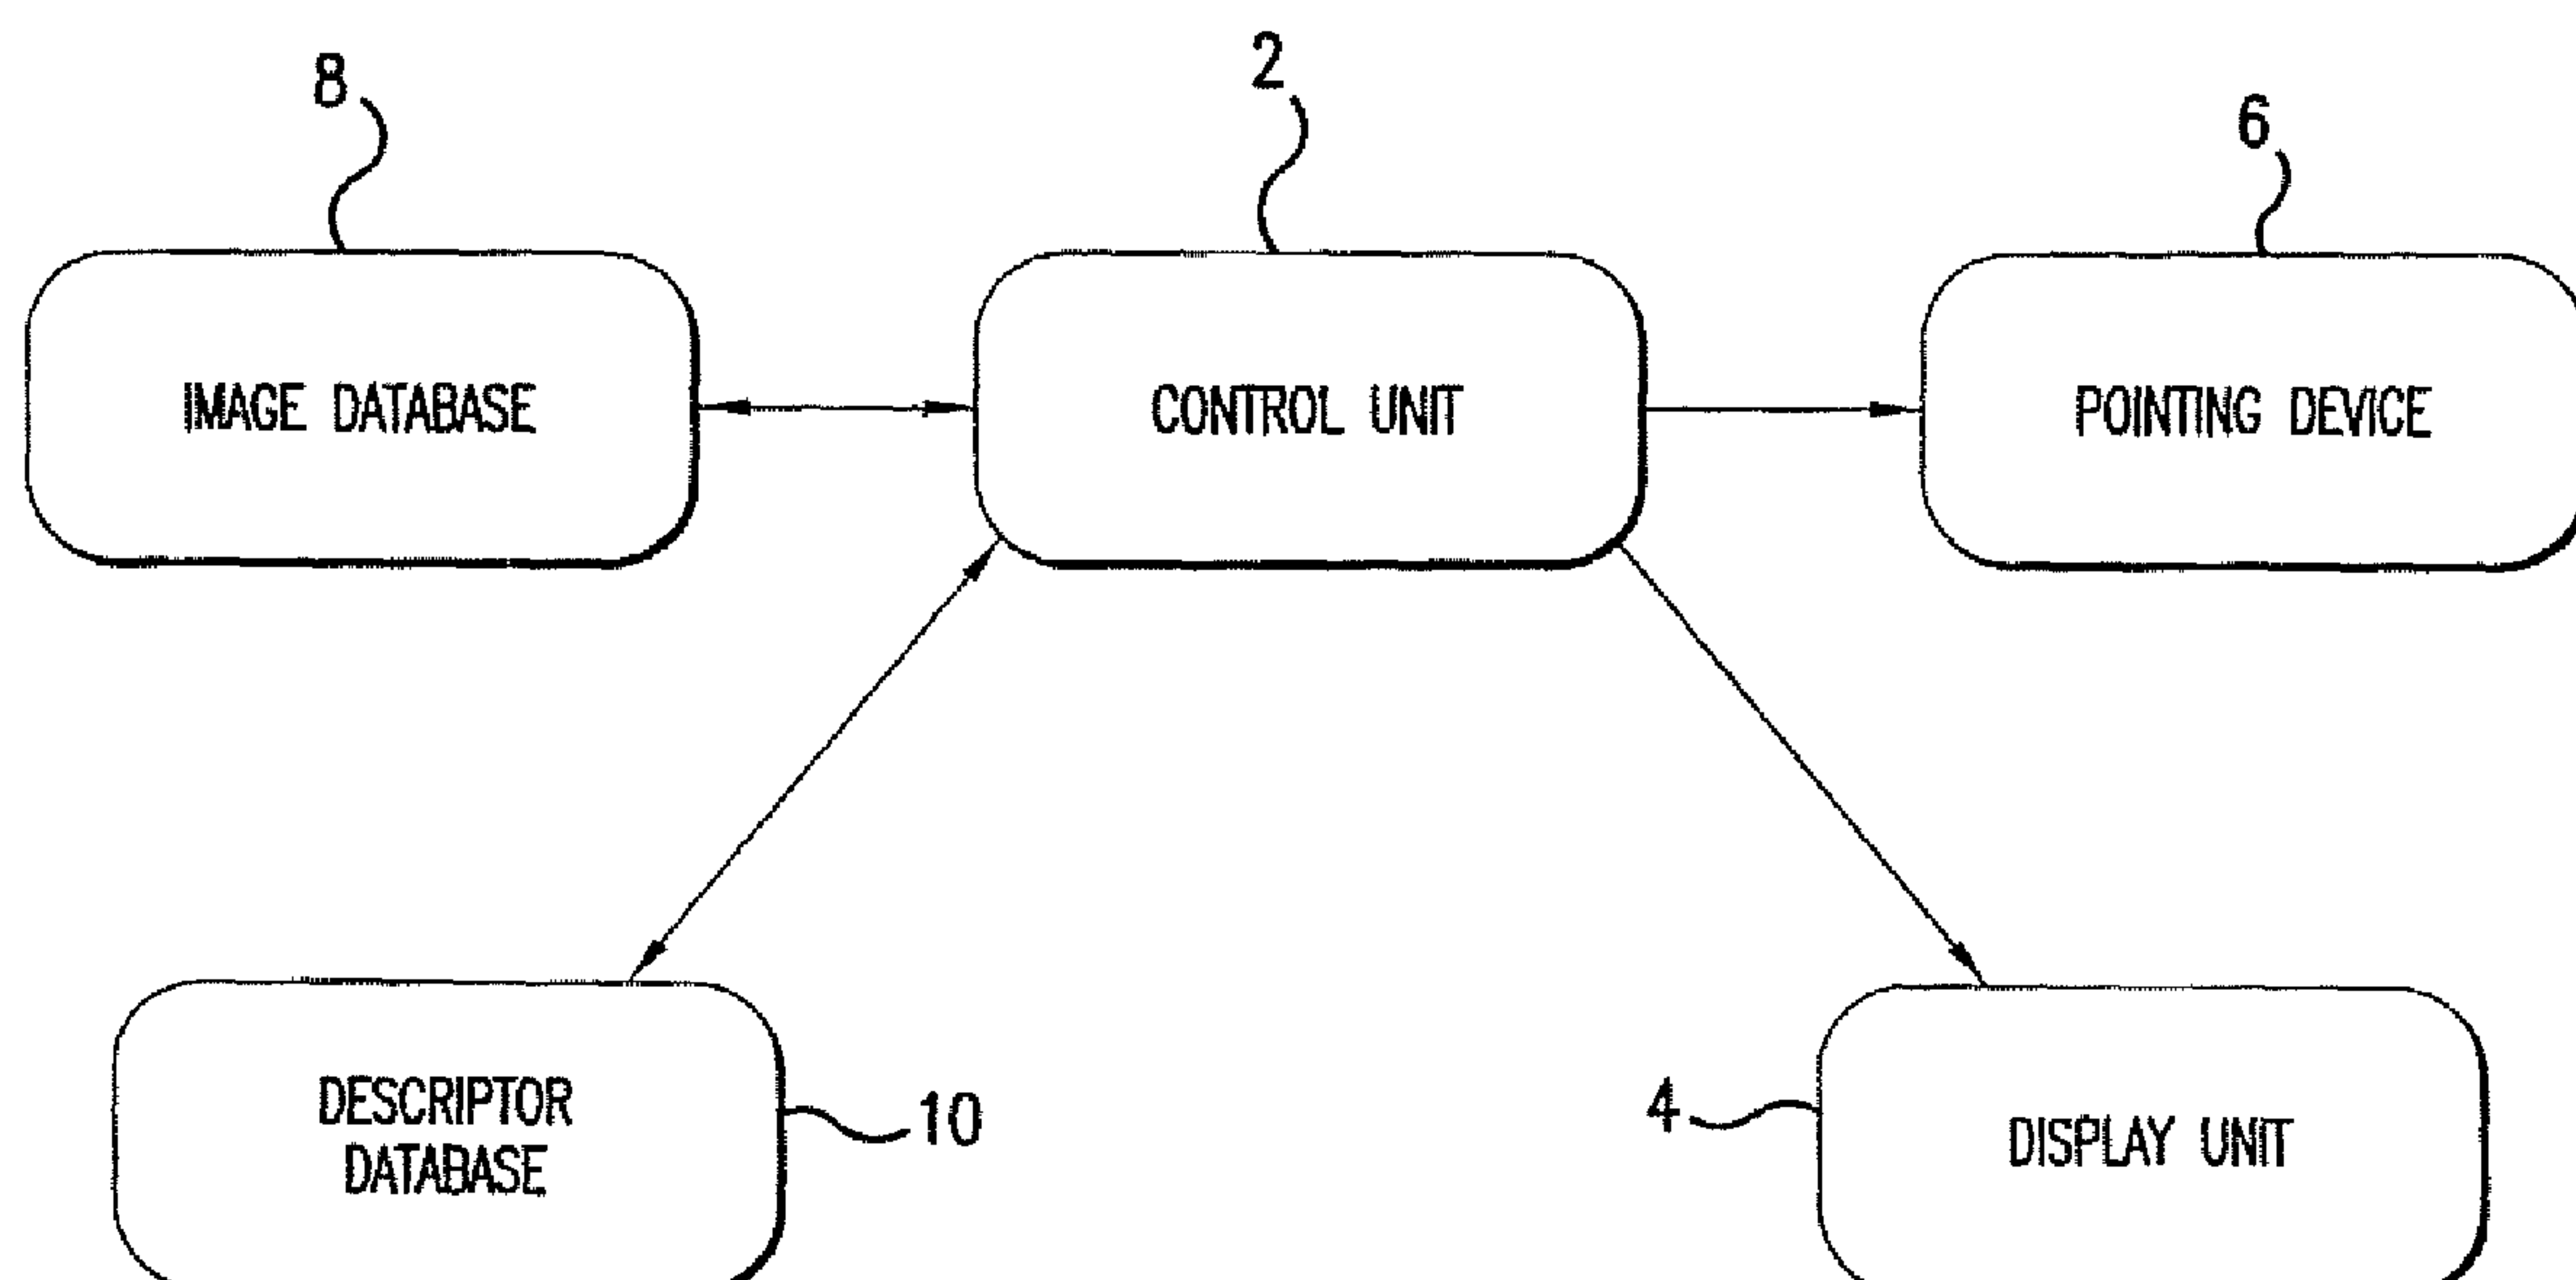 8
2
6
IMAGE DATABASE
CONTROL UNIT
POINTING DEVICE
DESCRIPTOR
DATABASE
10
4
DISPLAY UNIT